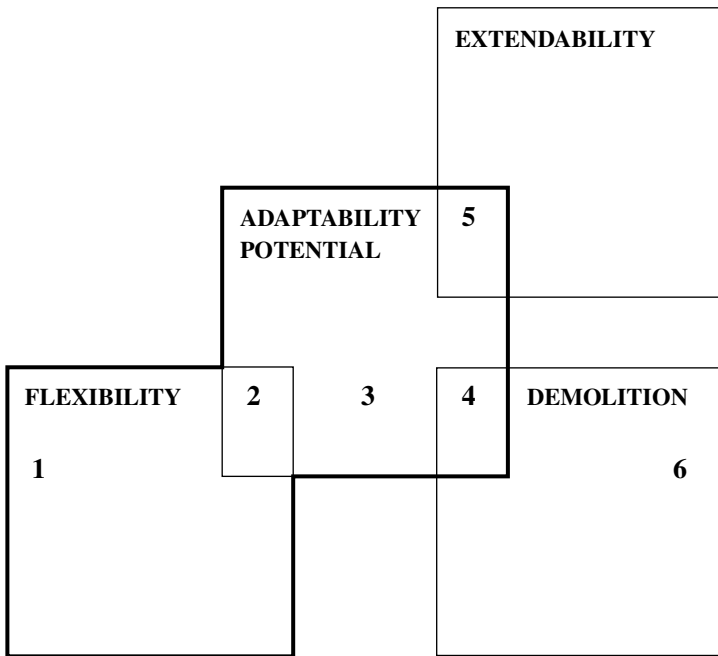 EXTENDABILITY
ADAPTABILITY 5
POTENTIAL
FLEXIBILITY 2 3 4 DEMOLITION
1 6